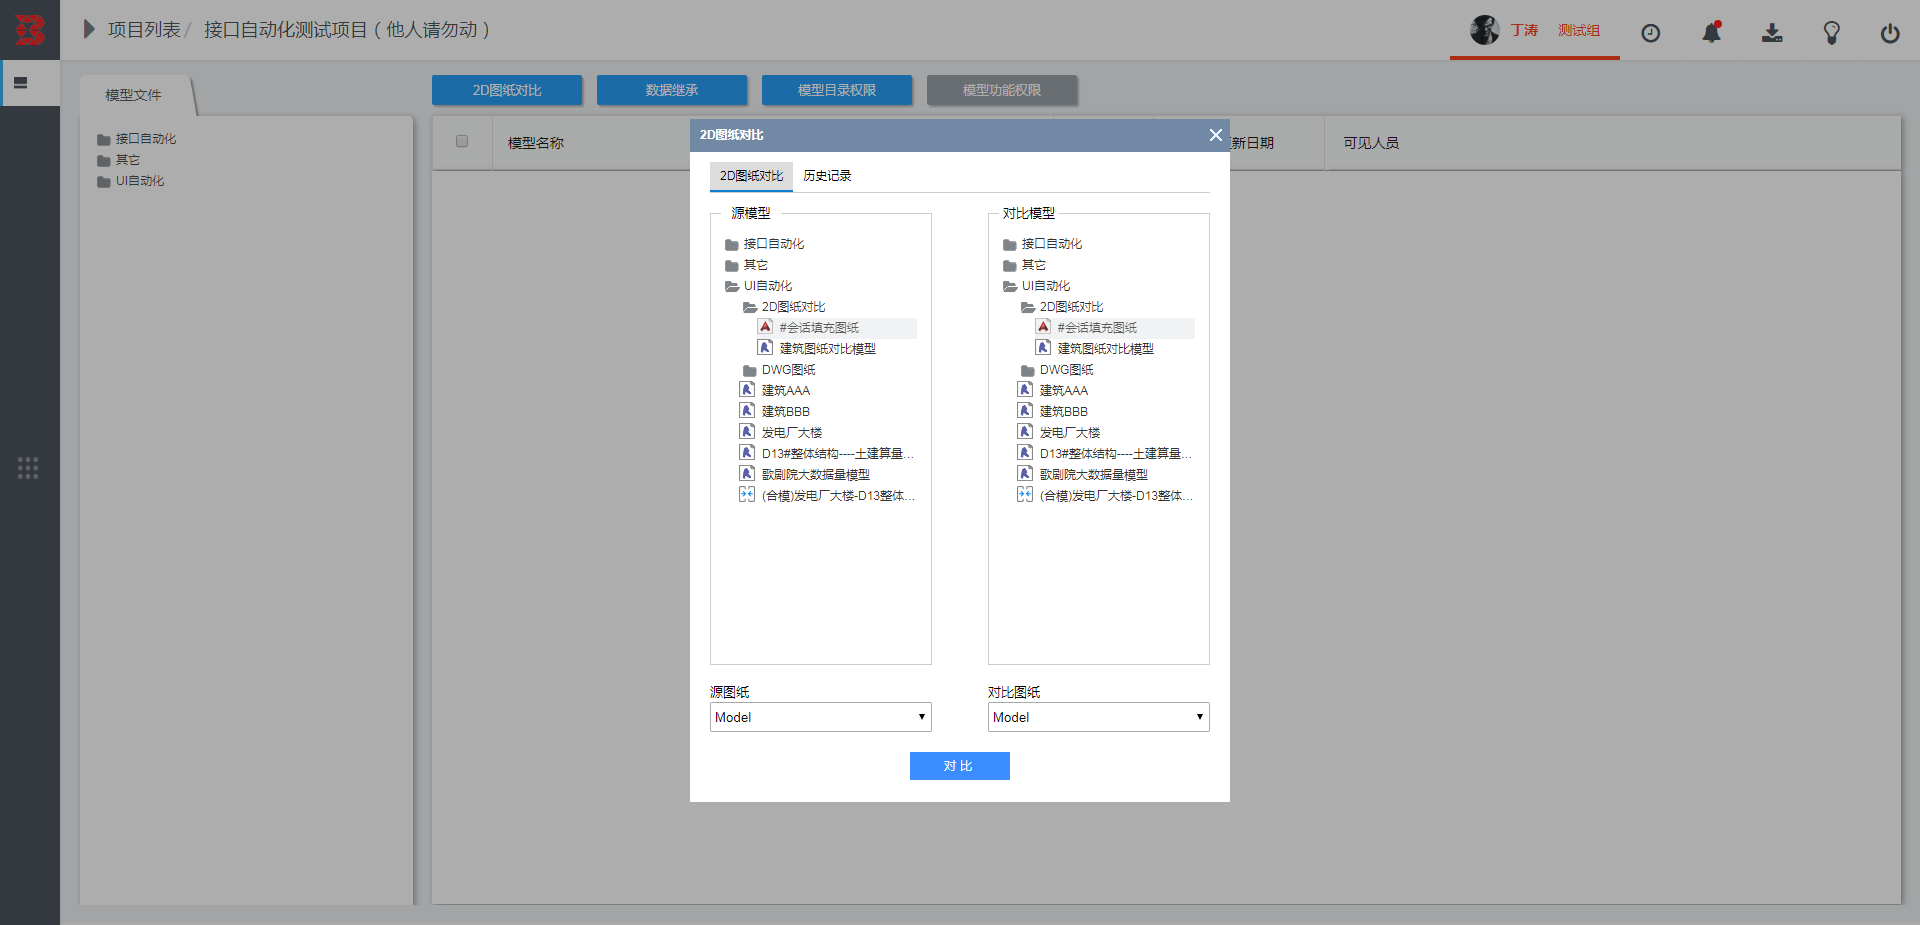 项目列表 / 接口自动化测试项目（他人请勿动）
丁涛 测试组
模型文件
接口自动化
其它
UI自动化
2D图纸对比 数据继承 模型目录权限 模型功能权限
模型名称 新日期 可见人员
2D图纸对比
2D图纸对比 历史记录
源模型
接口自动化
其它
UI自动化
2D图纸对比
#会话填充图纸
建筑图纸对比模型
DWG图纸
建筑AAA
建筑BBB
发电厂大楼
D13#整体结构----土建算量...
歌剧院大数据量模型
(合模)发电厂大楼-D13整体...
对比模型
接口自动化
其它
UI自动化
2D图纸对比
#会话填充图纸
建筑图纸对比模型
DWG图纸
建筑AAA
建筑BBB
发电厂大楼
D13#整体结构----土建算量...
歌剧院大数据量模型
(合模)发电厂大楼-D13整体...
源图纸
Model
对比图纸
Model
对 比